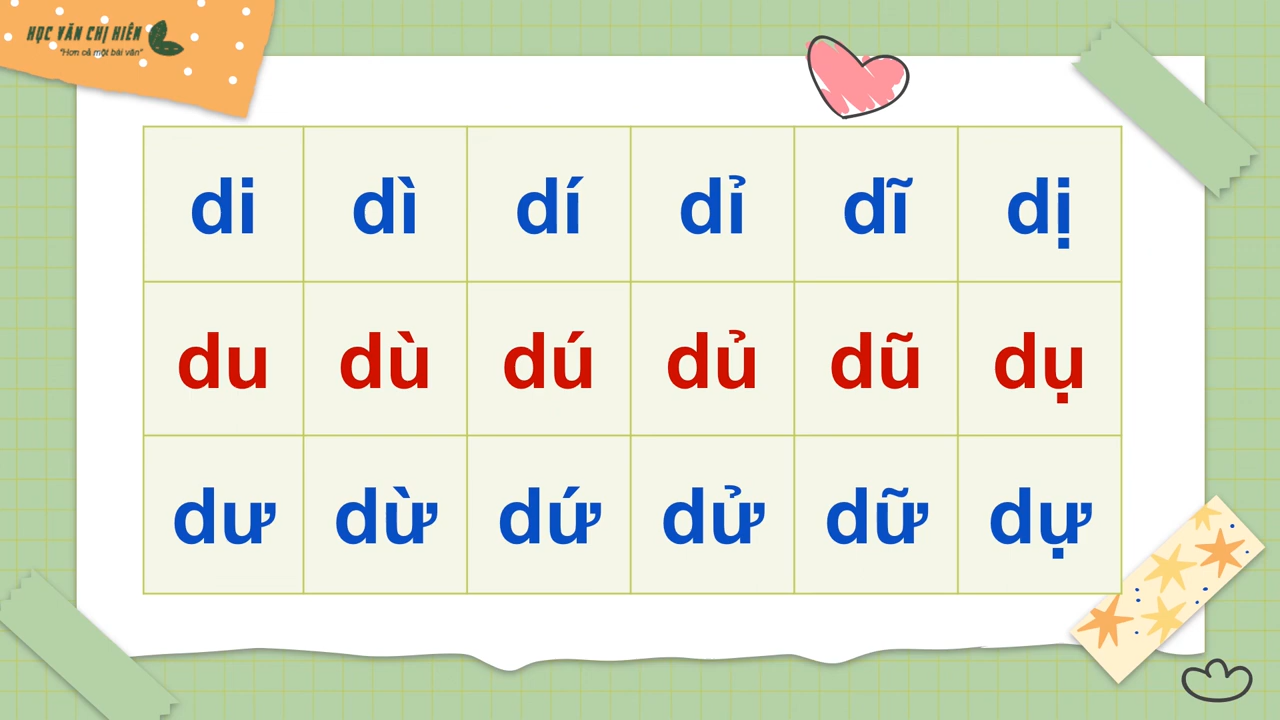 HỌC VĂN CHỊ HIÊN
"Hơn cả một bài văn"
di dì dí dỉ dĩ dị
du dù dú dủ dũ dụ
dư dừ dứ dử dữ dự